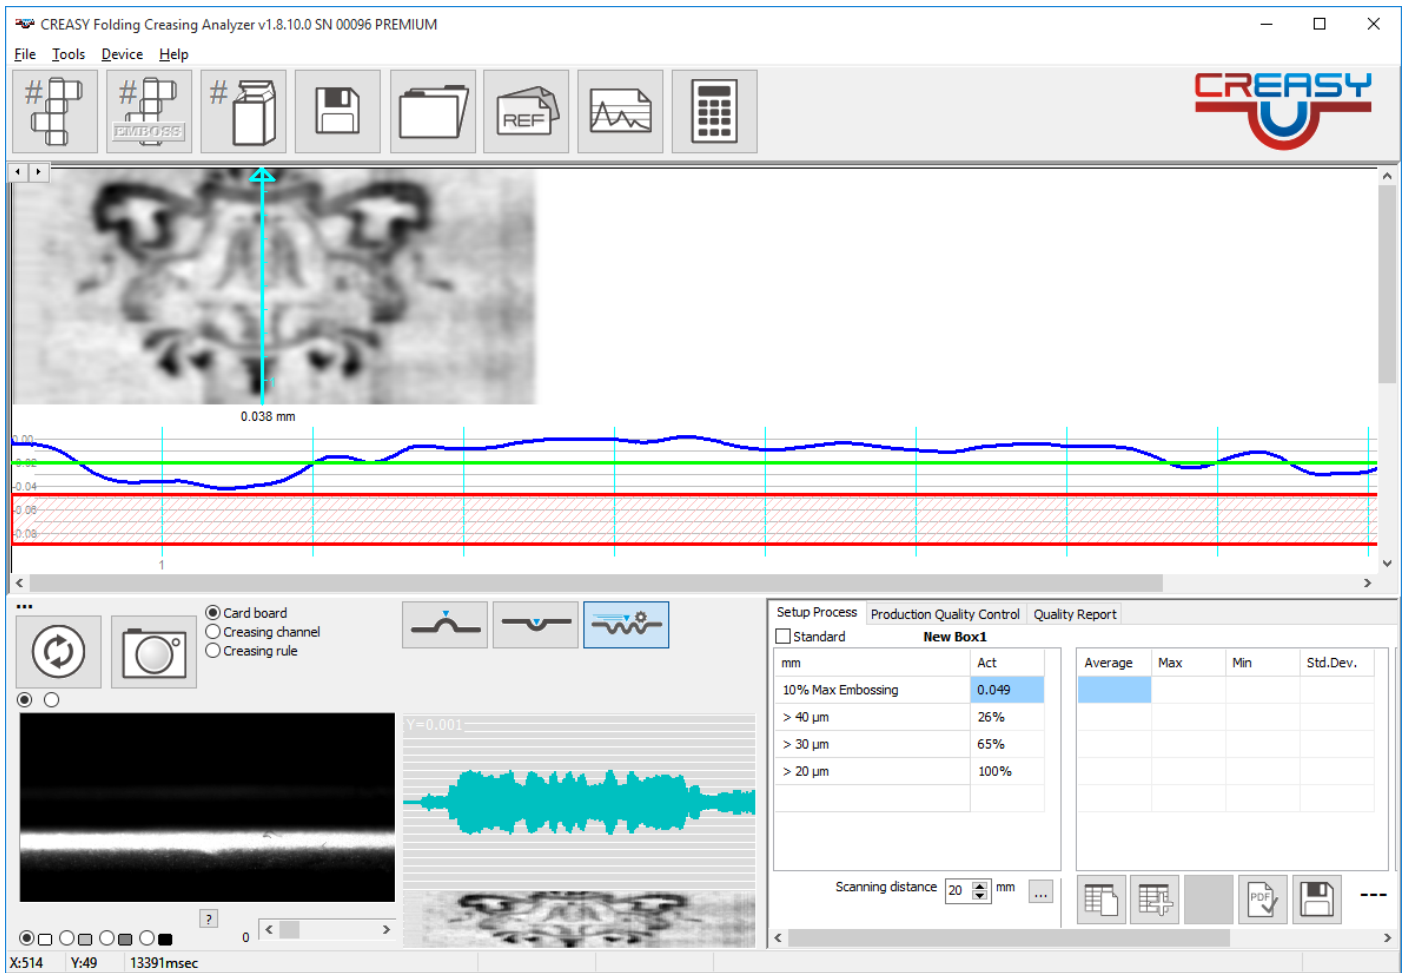 CREASY Folding Creasing Analyzer v1.8.10.0 SN 00096 PREMIUM
File Tools Device Help
# # EMBOSS # REF
CREASY
0.038 mm
0.00
-0.02
-0.04
-0.06
-0.08
1
Card board
Creasing channel
Creasing rule
Y=0.001
?
0
Setup Process Production Quality Control Quality Report
Standard New Box1
mm Act Average Max Min Std.Dev.
10% Max Embossing 0.049
> 40 µm 26%
> 30 µm 65%
> 20 µm 100%
Scanning distance 20 mm ...
PDF
X:514 Y:49 13391msec